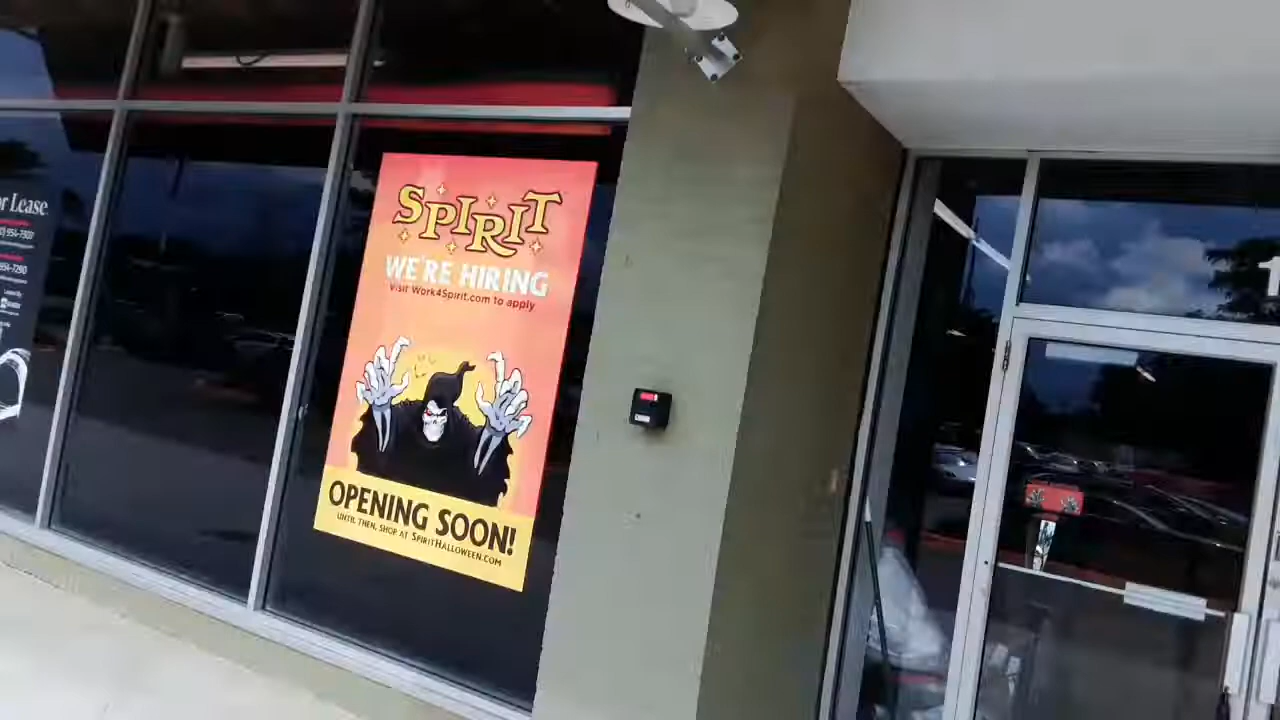 or Lease
SPIRIT
WE'RE HIRING
Visit Work4Spirit.com to apply
OPENING SOON!
UNTIL THEN, SHOP AT SPIRITHALLOWEEN.COM
1